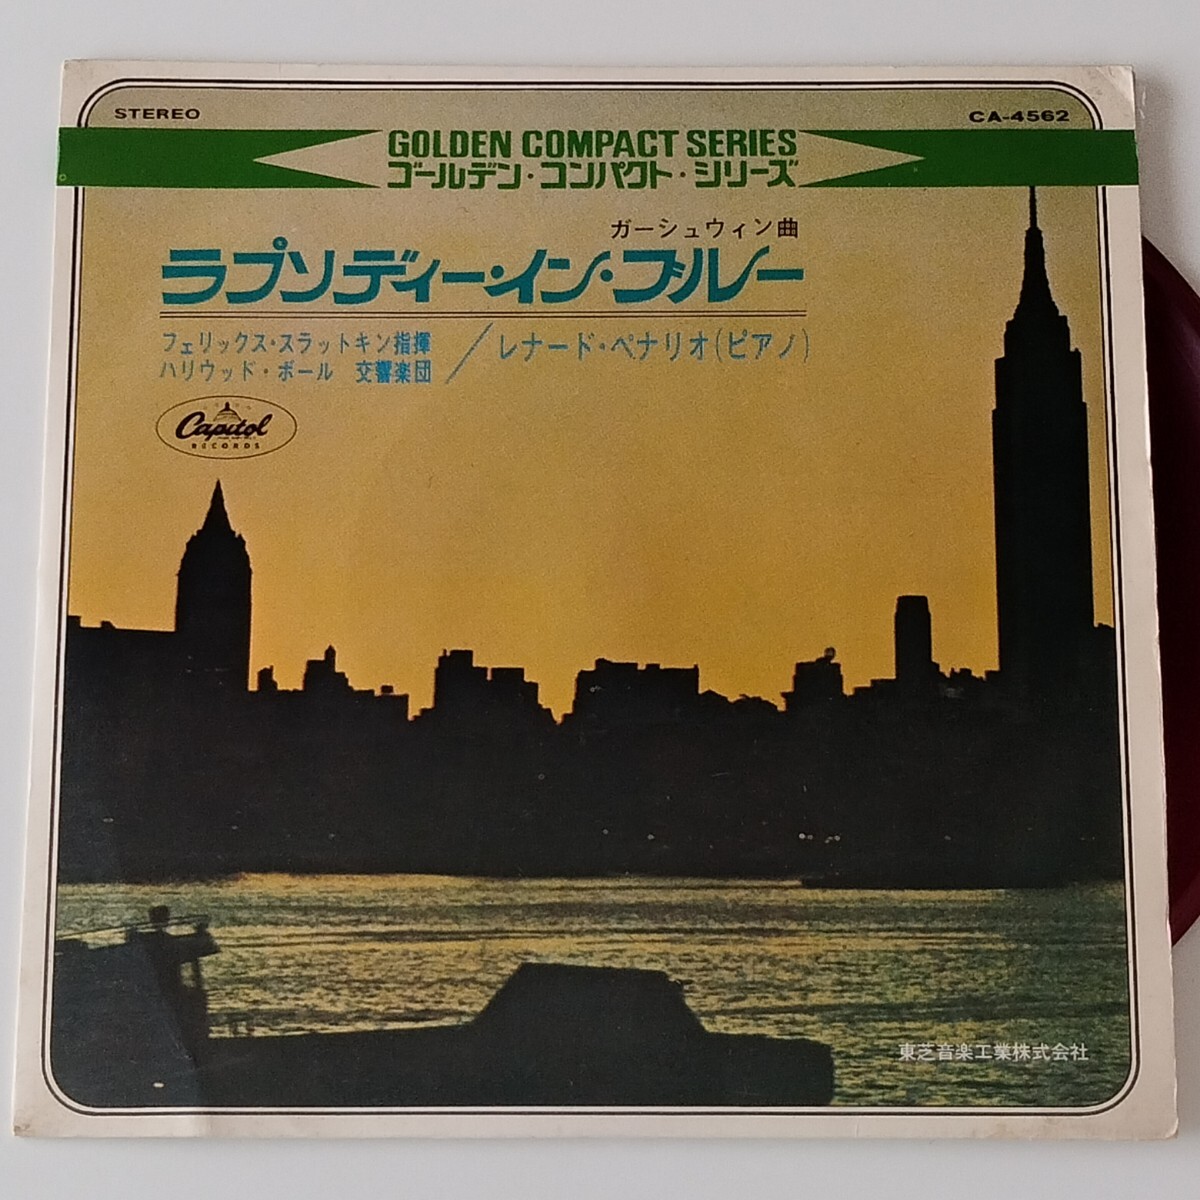 STEREO
CA-4562
GOLDEN COMPACT SERIES
ゴールデン・コンパクト・シリーズ
ガーシュウィン曲
ラプソディー・イン・ブルー
フェリックス・スラットキン指揮
ハリウッド・ボール 交響楽団
／レナード・ペナリオ(ピアノ)
Capitol
RECORDS
東芝音楽工業株式会社